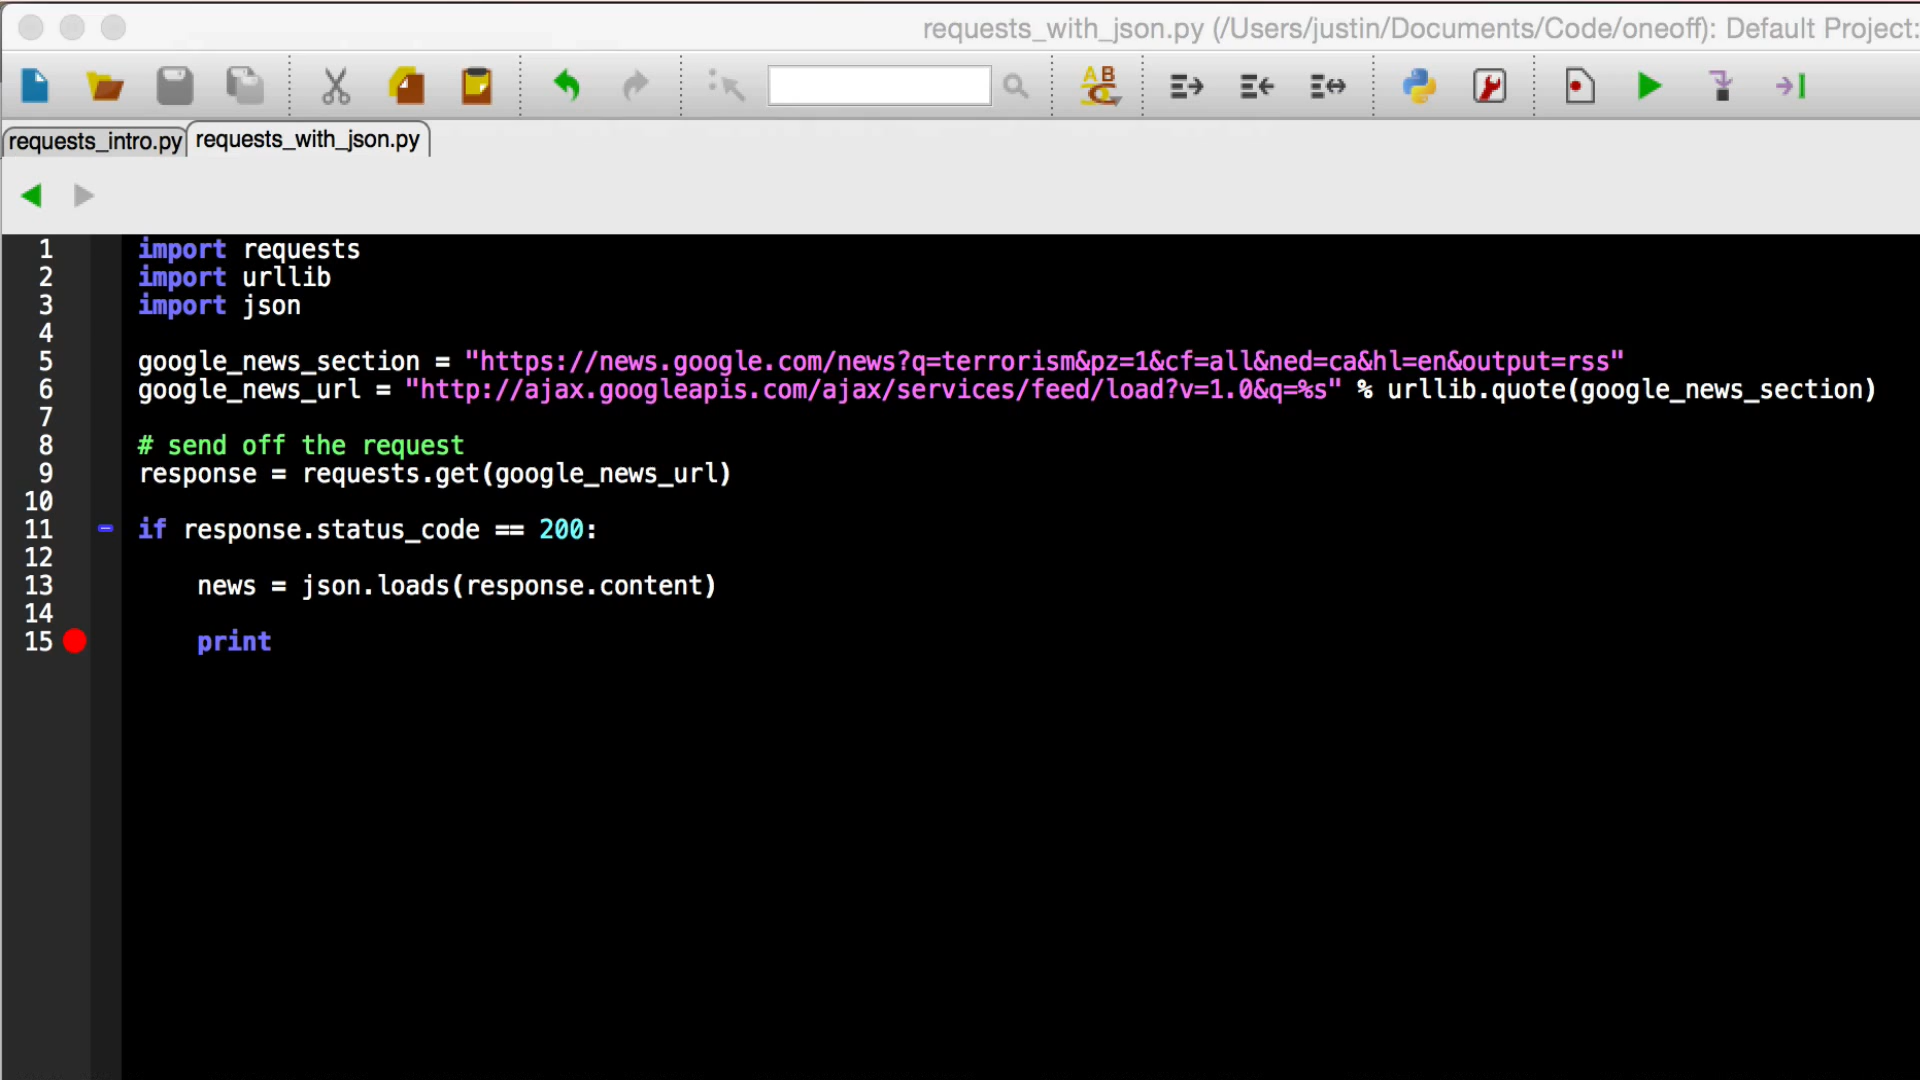 requests_with_json.py (/Users/justin/Documents/Code/oneoff): Default Project:
AB
requests_intro.py
requests_with_json.py
1 import requests
2 import urllib
3 import json
4
5 google_news_section = "https://news.google.com/news?q=terrorism&pz=1&cf=all&ned=ca&hl=en&output=rss"
6 google_news_url = "http://ajax.googleapis.com/ajax/services/feed/load?v=1.0&q=%s" % urllib.quote(google_news_section)
7
8 # send off the request
9 response = requests.get(google_news_url)
10
11 if response.status_code == 200:
12
13 news = json.loads(response.content)
14
15 print